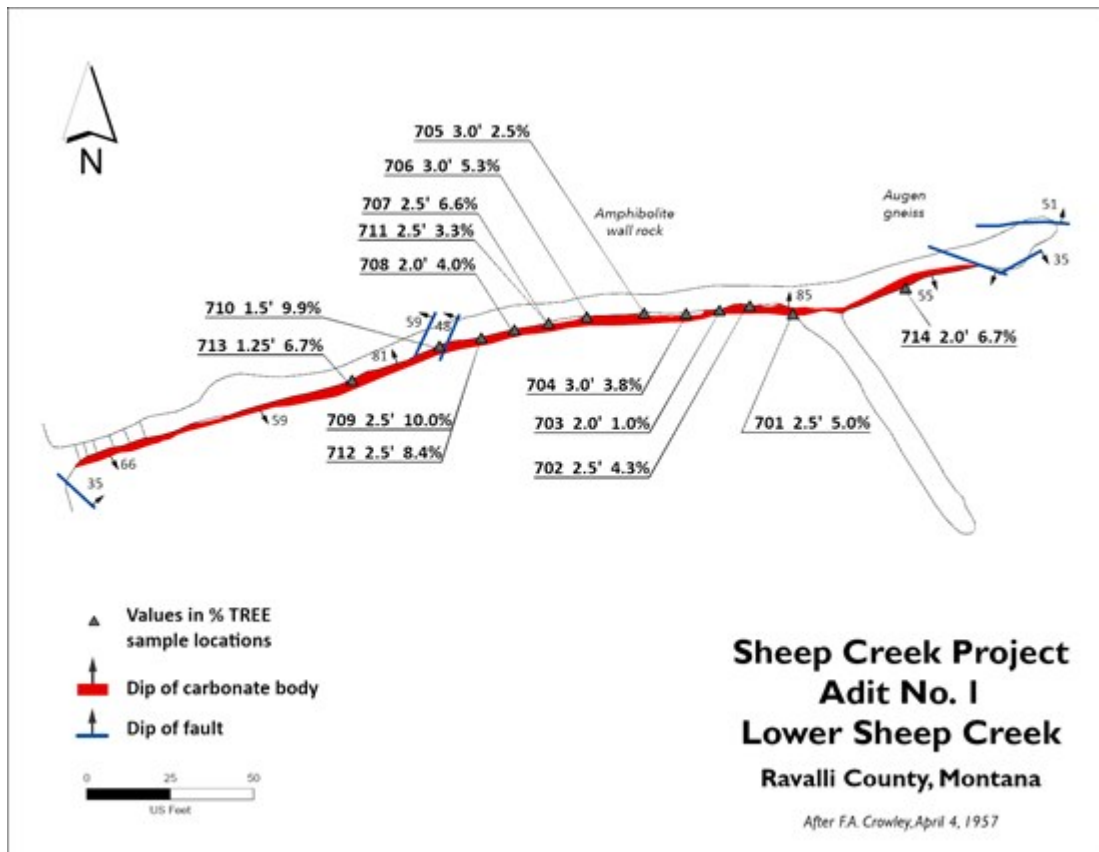 N
705 3.0' 2.5%
706 3.0' 5.3%
707 2.5' 6.6%
711 2.5' 3.3%
708 2.0' 4.0%
710 1.5' 9.9%
713 1.25' 6.7%
Amphibolite
wall rock
Augen
gneiss
51
35
85
55
59
48
81
59
66
35
714 2.0' 6.7%
704 3.0' 3.8%
703 2.0' 1.0%
702 2.5' 4.3%
701 2.5' 5.0%
709 2.5' 10.0%
712 2.5' 8.4%
Values in % TREE
sample locations
Dip of carbonate body
Dip of fault
0 25 50
US Feet
Sheep Creek Project
Adit No. 1
Lower Sheep Creek
Ravalli County, Montana
After F.A. Crowley, April 4, 1957